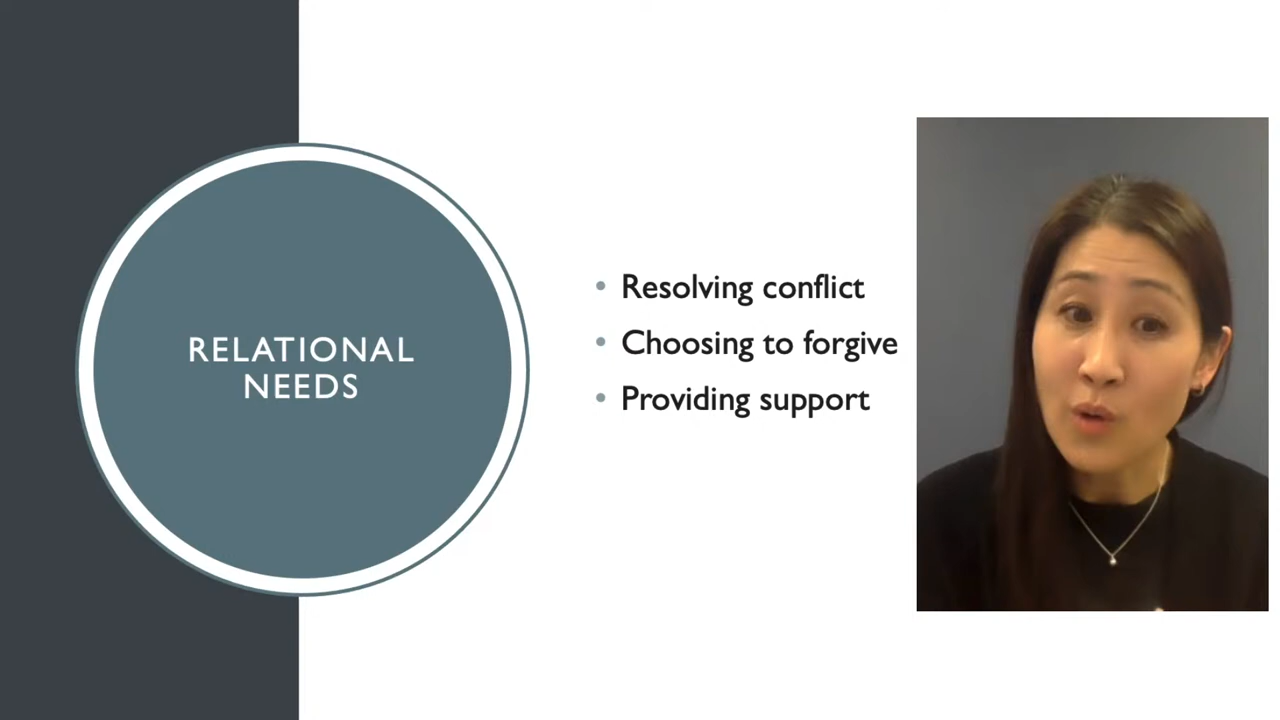 RELATIONAL
NEEDS
• Resolving conflict
• Choosing to forgive
• Providing support